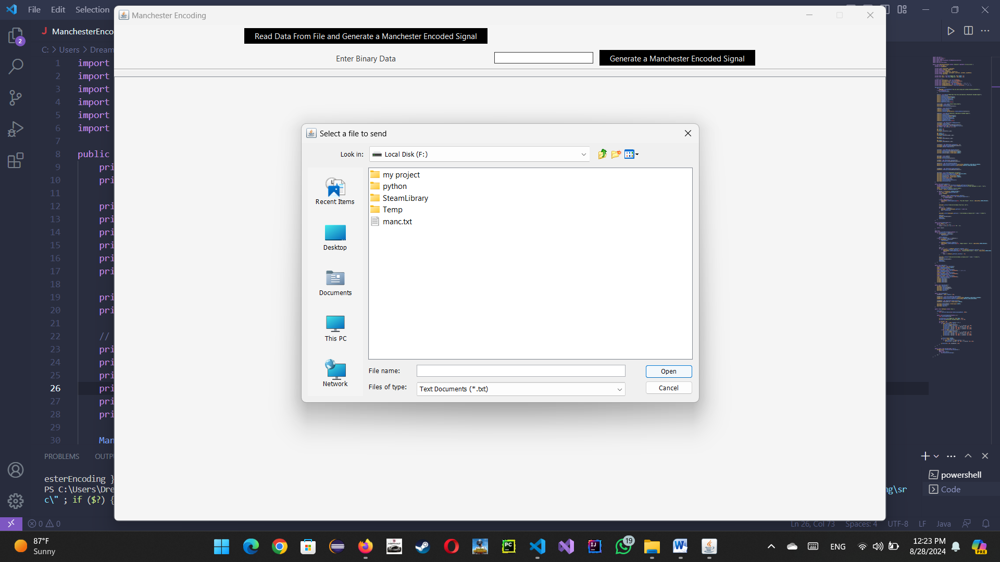 File Edit Selection
Manchester Encoding
J ManchesterEnco
Read Data From File and Generate a Manchester Encoded Signal
C: > Users > Dream
Enter Binary Data
Generate a Manchester Encoded Signal
1 import
2 import
3 import
4 import
5 import
6 import
7
8 public
9 pri
10 pri
11
12 pri
13 pri
14 pri
15 pri
16 pri
17 pri
18
19 pri
20 pri
21
22 //
23 pri
24 pri
25 pri
26 pri
27 pri
28 pri
29
30 Man
2
Select a file to send
Look in: Local Disk (F:)
my project
python
SteamLibrary
Temp
manc.txt
Recent Items
Desktop
Documents
This PC
Network
File name:
Open
Files of type: Text Documents (*.txt)
Cancel
PROBLEMS OUTP
esterEncoding }
PS C:\Users\Dre
ng\sr
c\" ; if ($?) {
powershell
Code
0 0
Ln 26, Col 73 Spaces: 4 UTF-8 LF Java
87°F
Sunny
PC
IJ
19
W
ENG
12:23 PM
8/28/2024
PRE